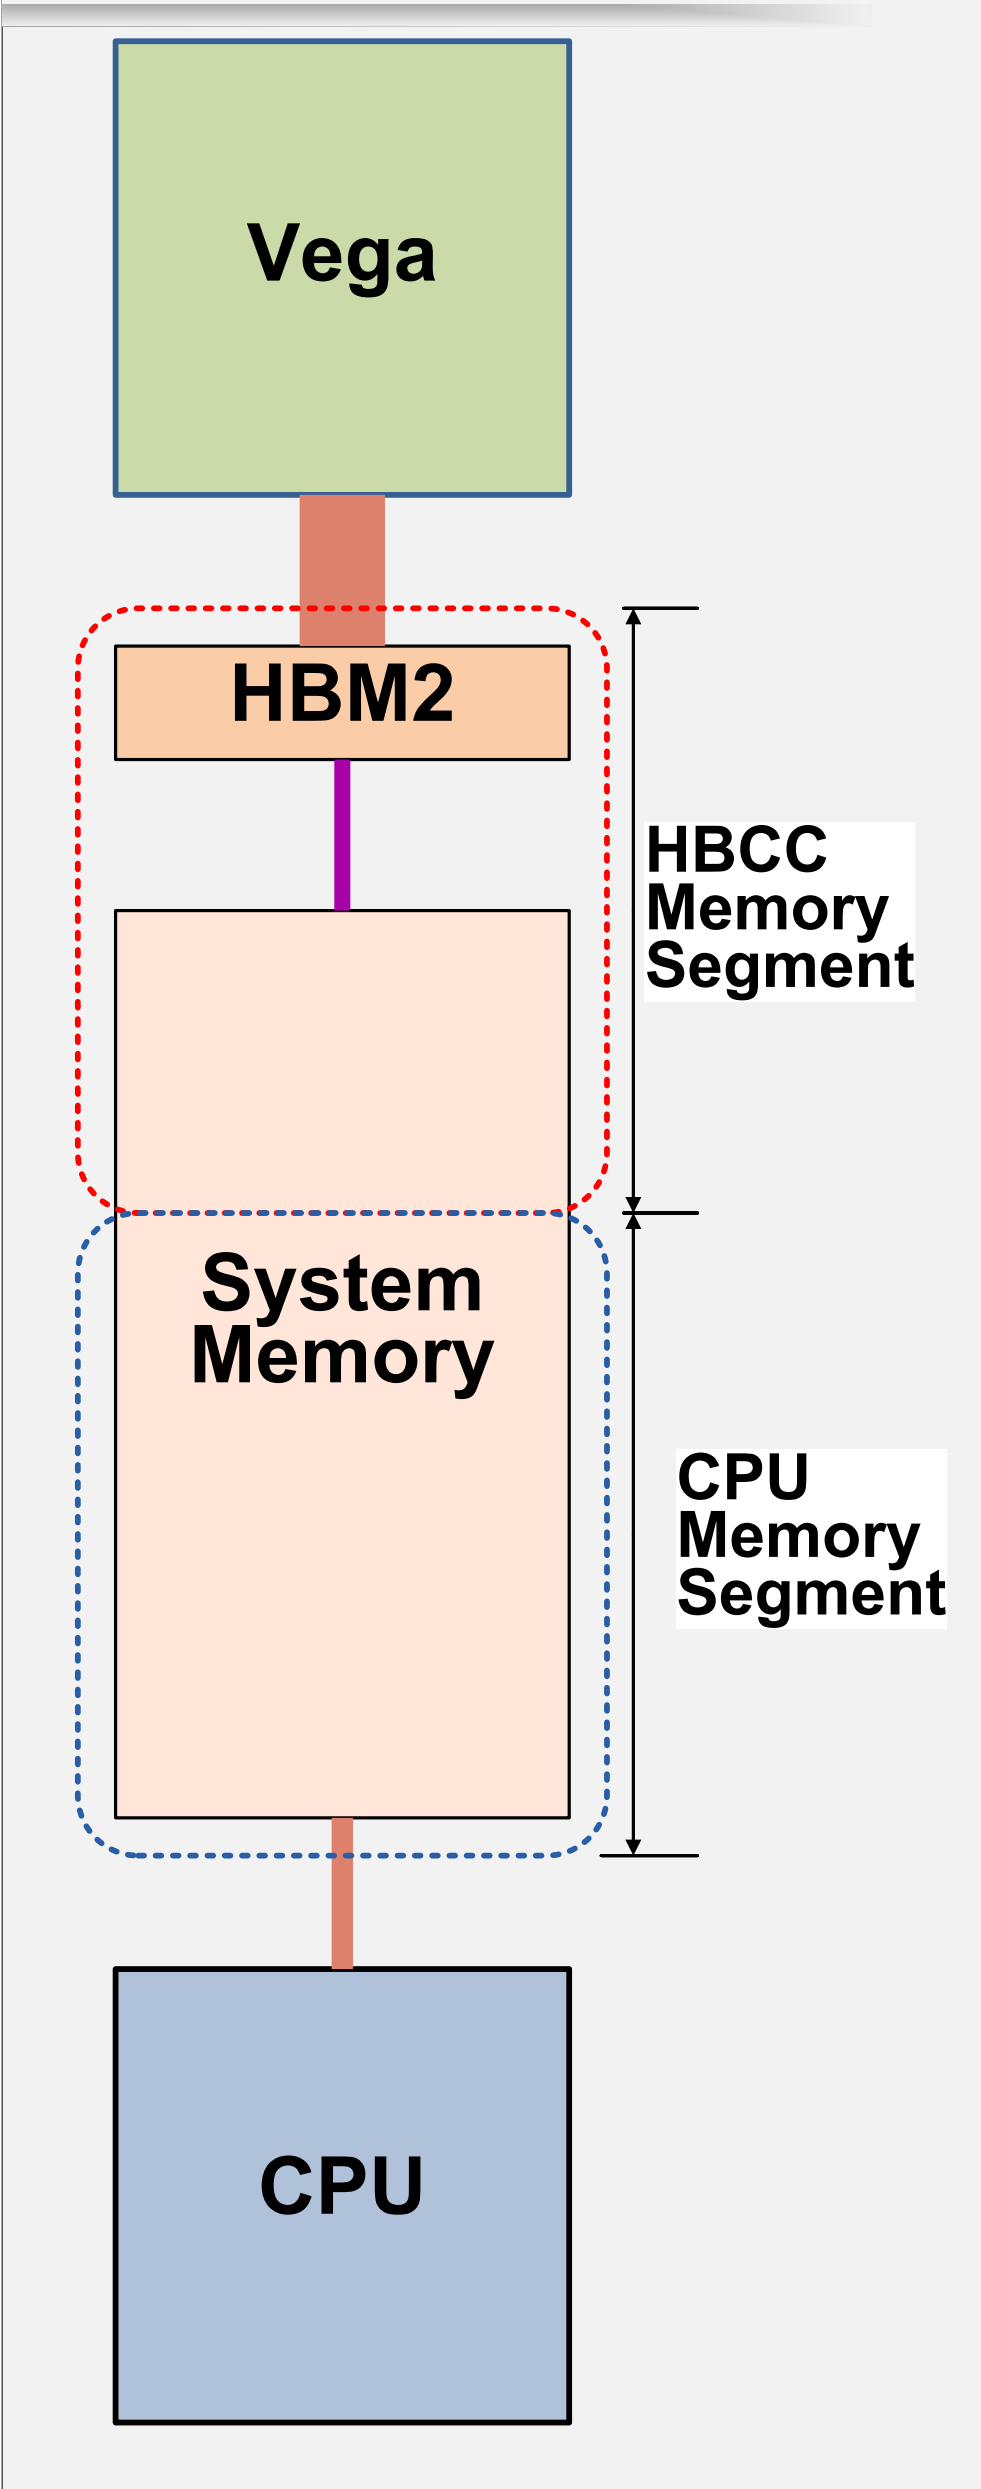 Vega
HBM2
HBCC
Memory
Segment
System
Memory
CPU
Memory
Segment
CPU